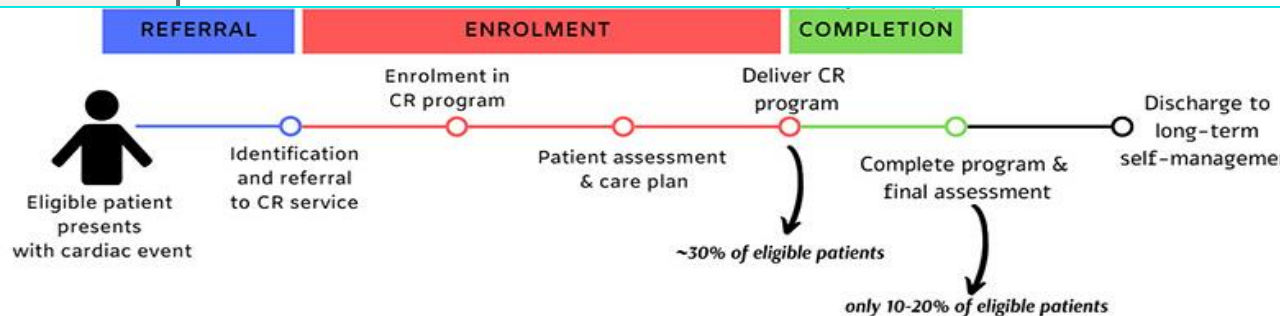 REFERRAL
ENROLMENT
COMPLETION
Eligible patient
presents
with cardiac event
Identification
and referral
to CR service
Enrolment in
CR program
Patient assessment
& care plan
Deliver CR
program
~30% of eligible patients
Complete program &
final assessment
only 10-20% of eligible patients
Discharge to
long-term